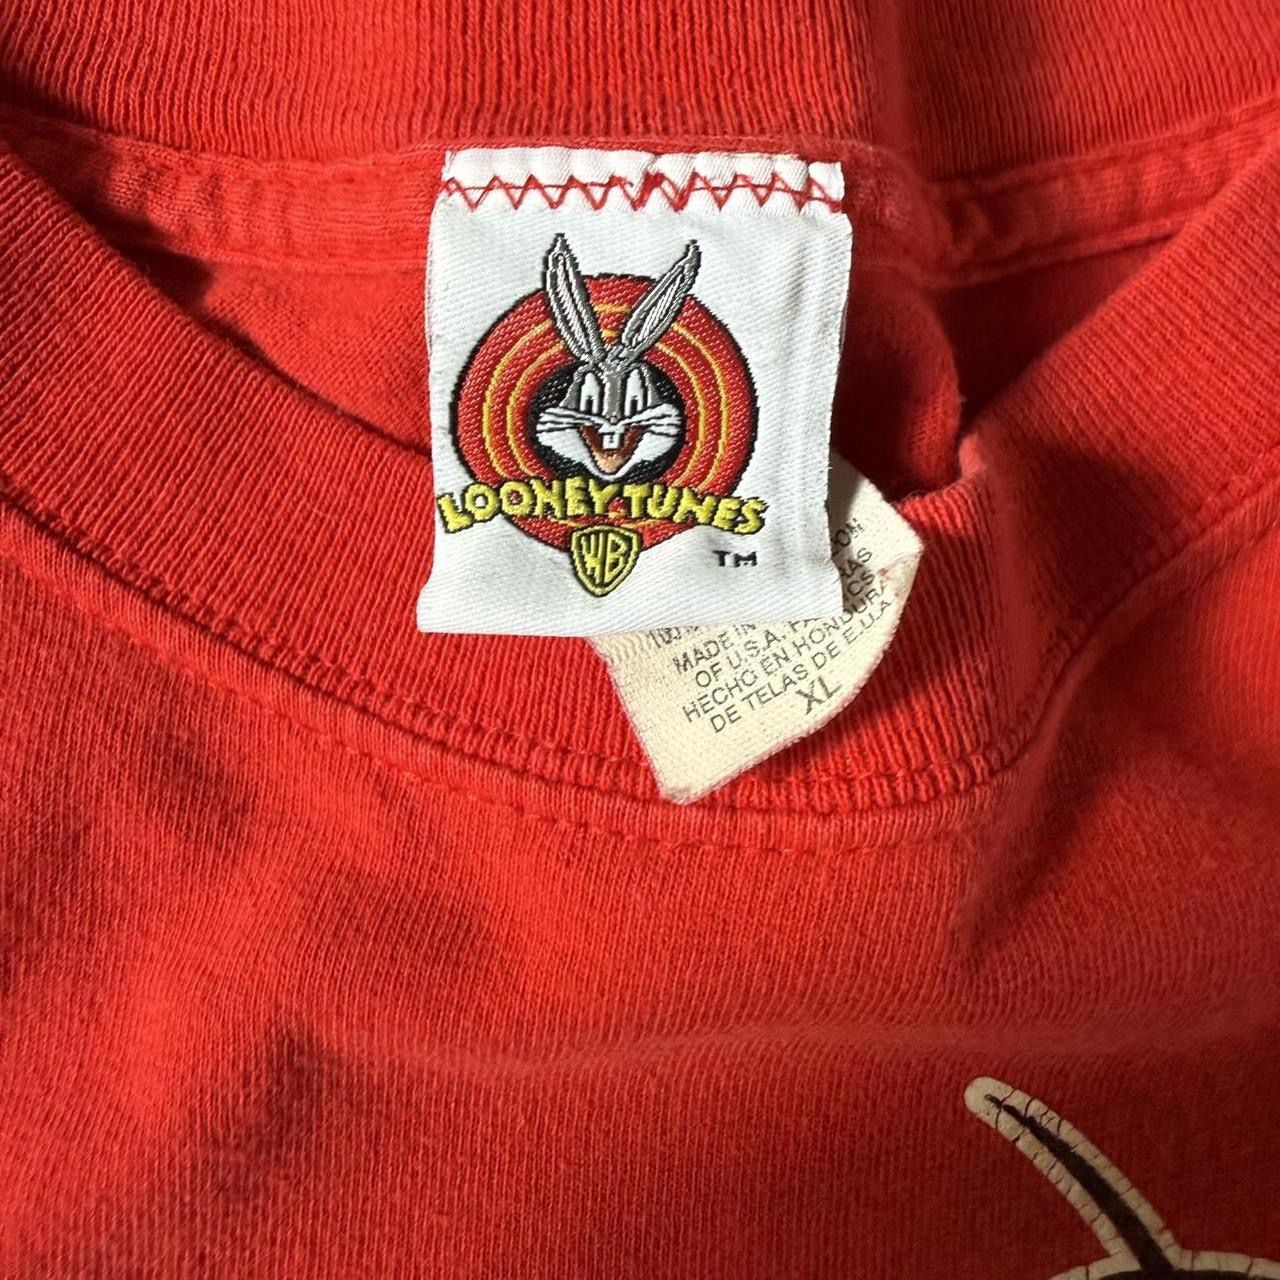 LOONEY TUNES
WB
TM
MADE IN
OF U.S.A.
HECHO EN HONDURAS
DE TELAS DE E.U.A.
XL